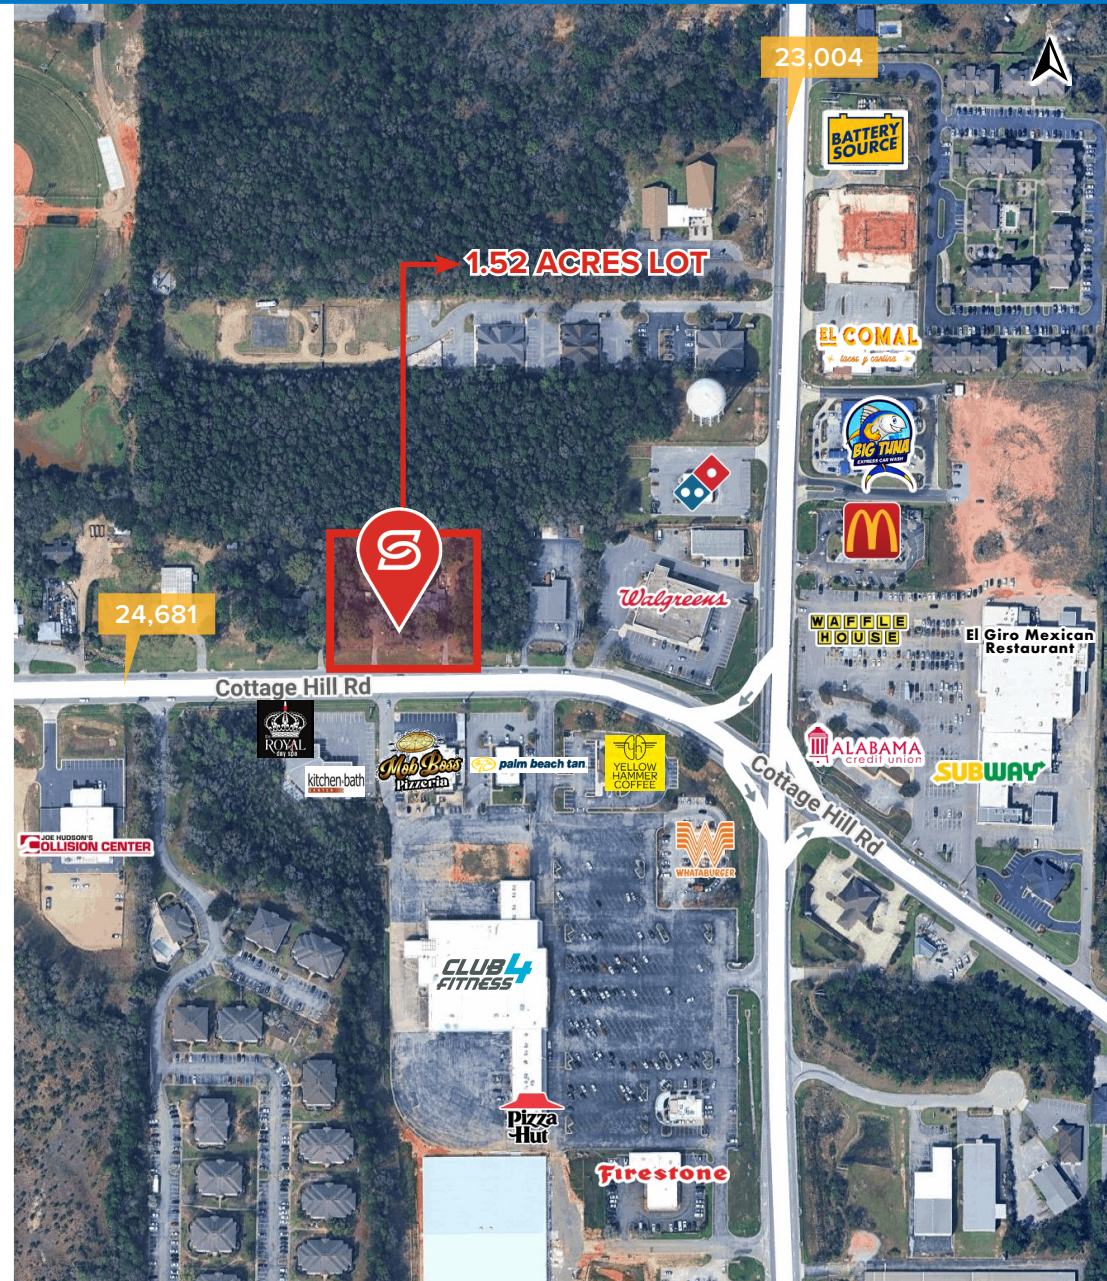 23,004
BATTERY
SOURCE
1.52 ACRES LOT
EL COMAL
tacos y cantina
BIG TUNA
EXPRESS CAR WASH
24,681
Walgreens
WAFFLE
HOUSE
El Giro Mexican
Restaurant
Cottage Hill Rd
ROYAL
day spa
kitchen-bath
CENTER
Mob Boss
Pizzeria
palm beach tan
YELLOW
HAMMER
COFFEE
ALABAMA
credit union
SUBWAY
Cottage Hill Rd
JOE HUDSON'S
COLLISION CENTER
WHATABURGER
CLUB 4
FITNESS
Pizza
Hut
Firestone